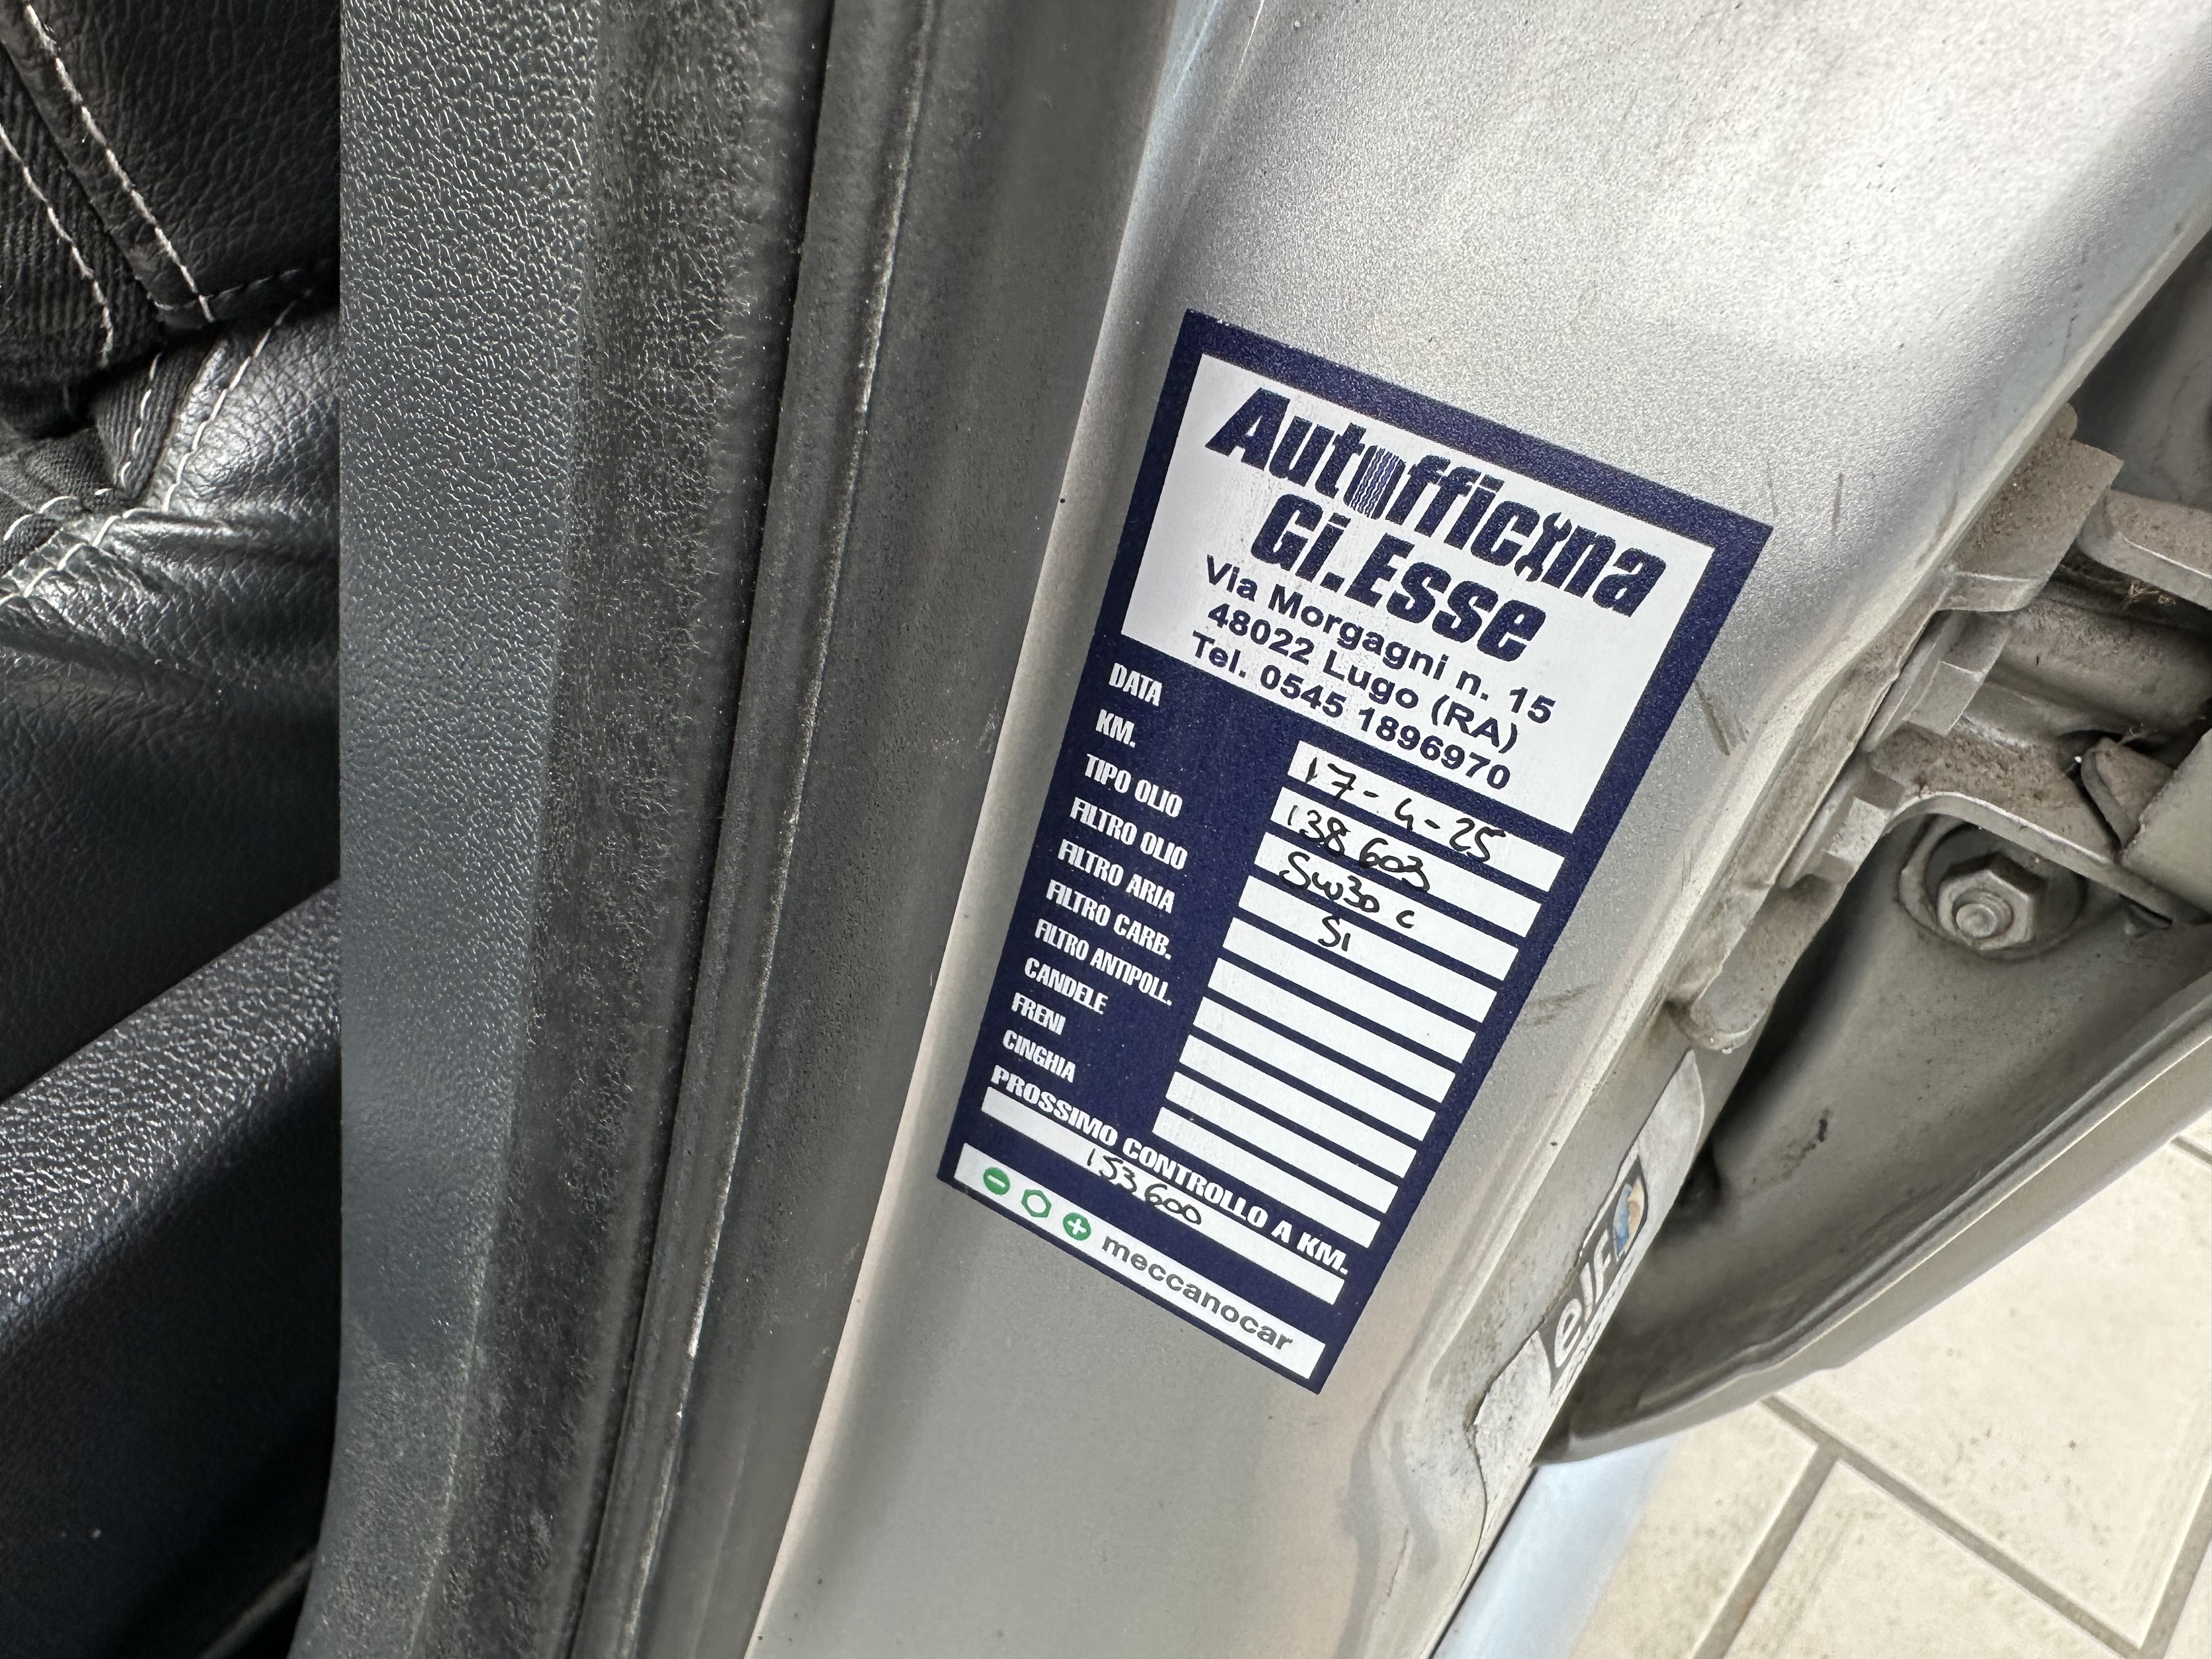 Autofficina
Gi.Esse
Via Morgagni n. 15
48022 Lugo (RA)
Tel. 0545 1896970
DATA 17-4-25
KM. 138603
TIPO OLIO 5w30 c
FILTRO OLIO Si
FILTRO ARIA
FILTRO CARB.
FILTRO ANTIPOLL.
CANDELE
FRENI
CINGHIA
PROSSIMO CONTROLLO A KM.
153600
meccanocar
elf